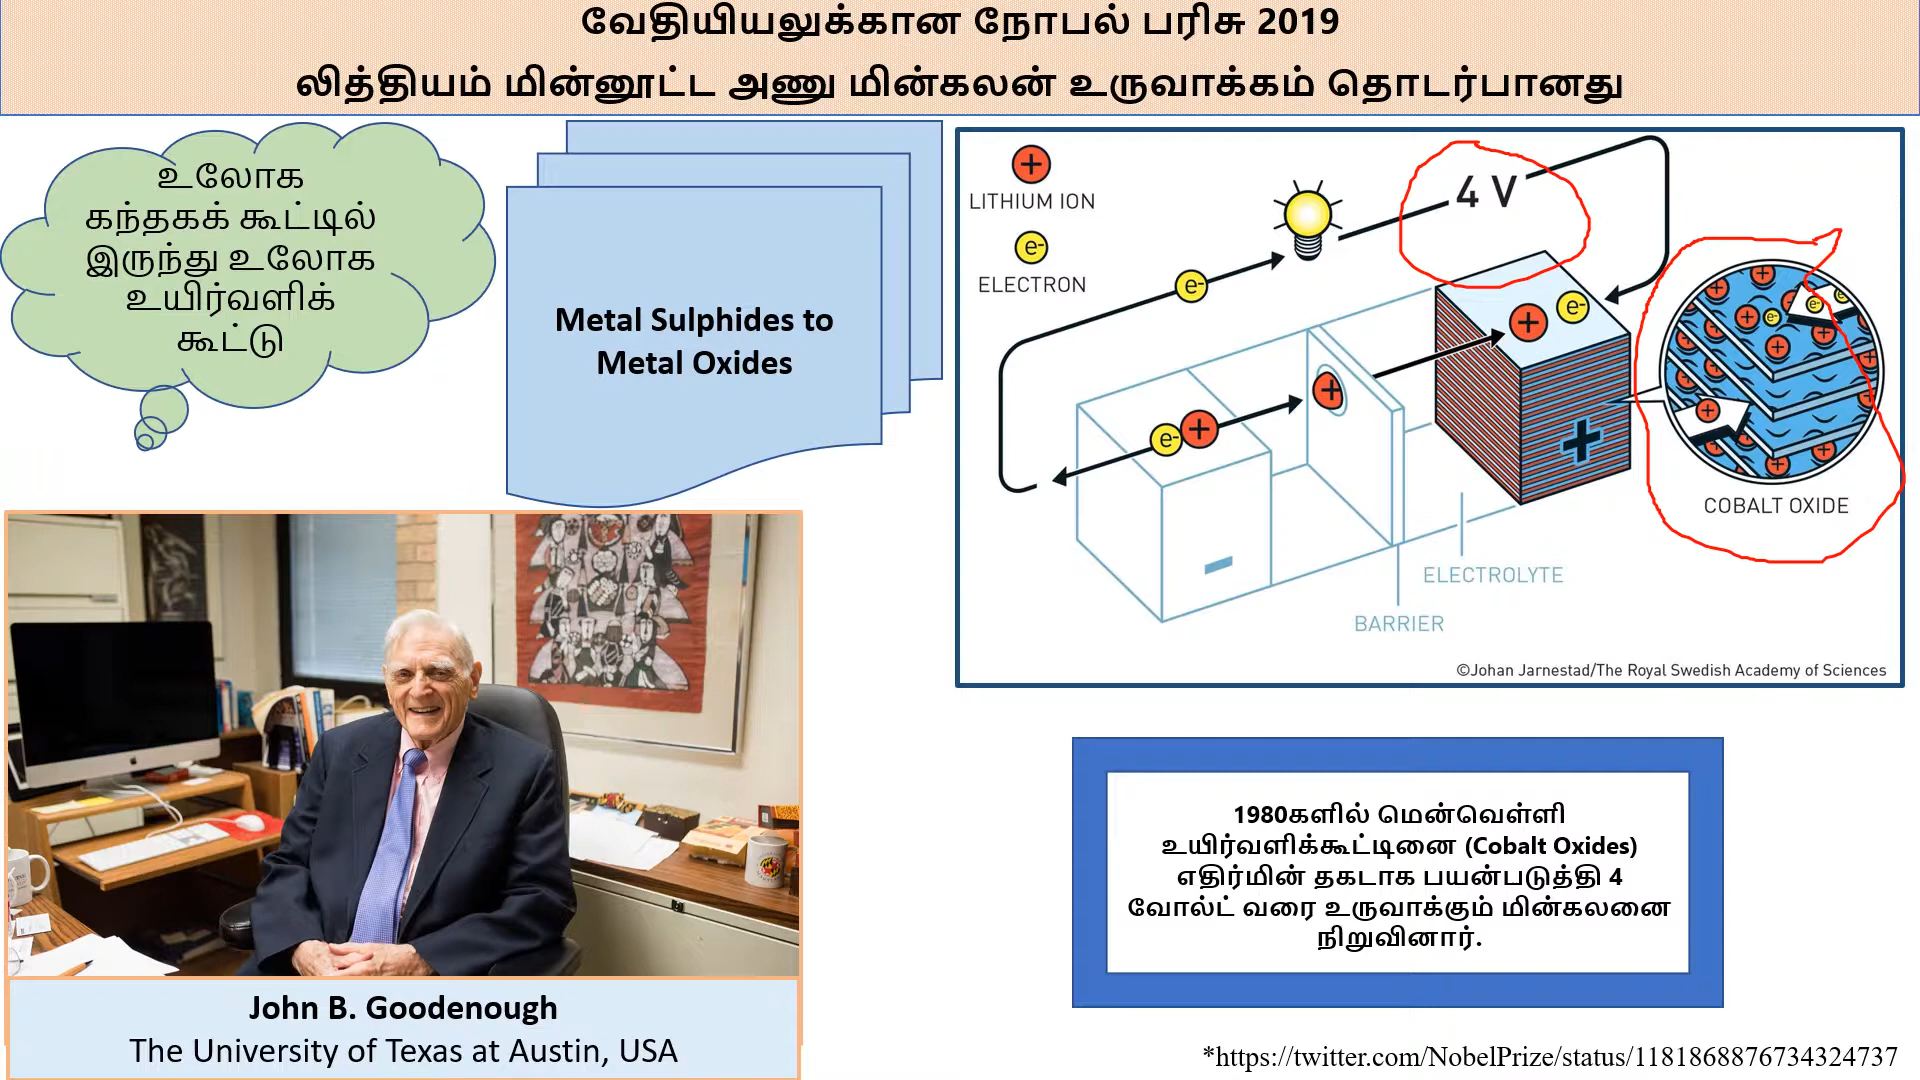 வேதியியலுக்கான நோபல் பரிசு 2019
லித்தியம் மின்னூட்ட அணு மின்கலன் உருவாக்கம் தொடர்பானது
உலோக
கந்தகக் கூட்டில்
இருந்து உலோக
உயிர்வளிக்
கூட்டு
Metal Sulphides to
Metal Oxides
LITHIUM ION
e-
ELECTRON
e-
4 V
e-
e-
e-
e-
e-
COBALT OXIDE
ELECTROLYTE
BARRIER
©Johan Jarnestad/The Royal Swedish Academy of Sciences
John B. Goodenough
The University of Texas at Austin, USA
1980களில் மென்வெள்ளி
உயிர்வளிக்கூட்டினை (Cobalt Oxides)
எதிர்மின் தகடாக பயன்படுத்தி 4
வோல்ட் வரை உருவாக்கும் மின்கலனை
நிறுவினார்.
*https://twitter.com/NobelPrize/status/1181868876734324737